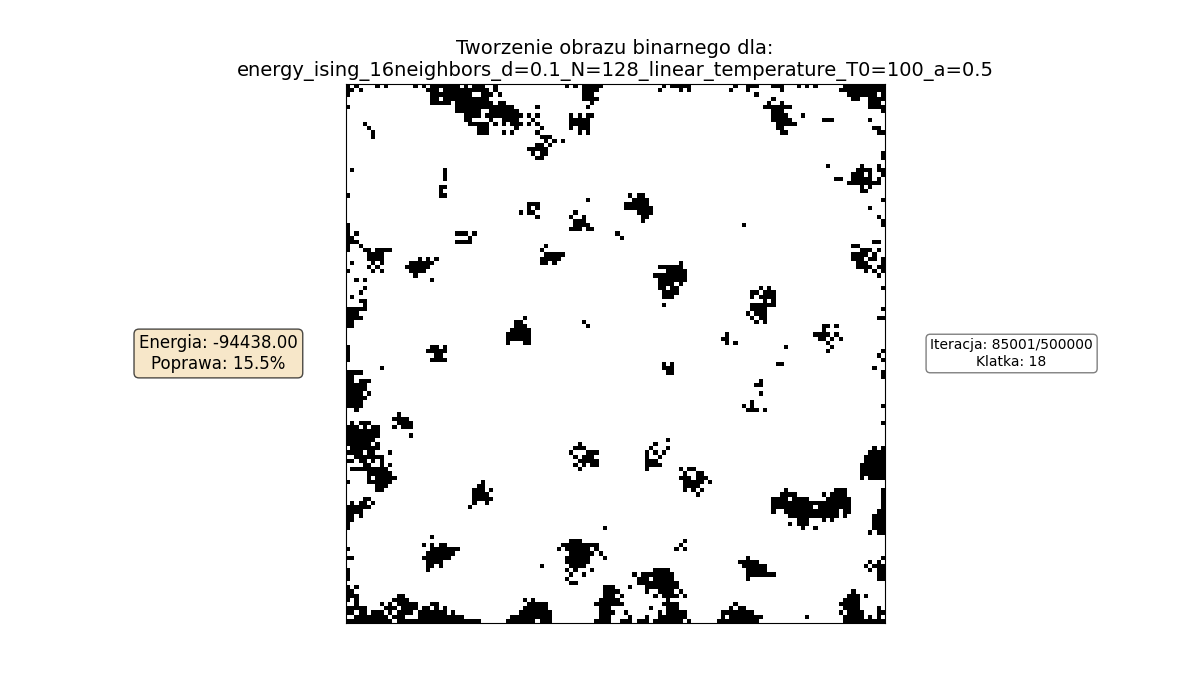 Tworzenie obrazu binarnego dla:
energy_ising_16neighbors_d=0.1_N=128_linear_temperature_T0=100_a=0.5
Energia: -94438.00
Poprawa: 15.5%
Iteracja: 85001/500000
Klatka: 18